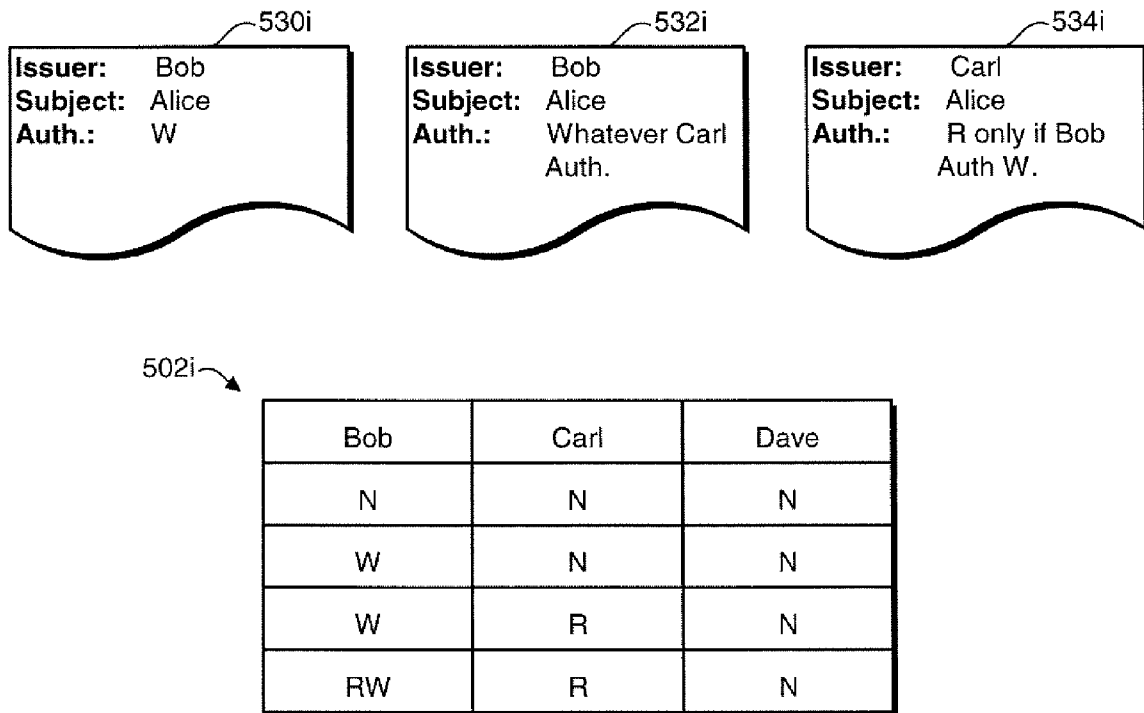 530i
Issuer: Bob
Subject: Alice
Auth.: W
532i
Issuer: Bob
Subject: Alice
Auth.: Whatever Carl
Auth.
534i
Issuer: Carl
Subject: Alice
Auth.: R only if Bob
Auth W.
502i
Bob Carl Dave
N N N
W N N
W R N
RW R N